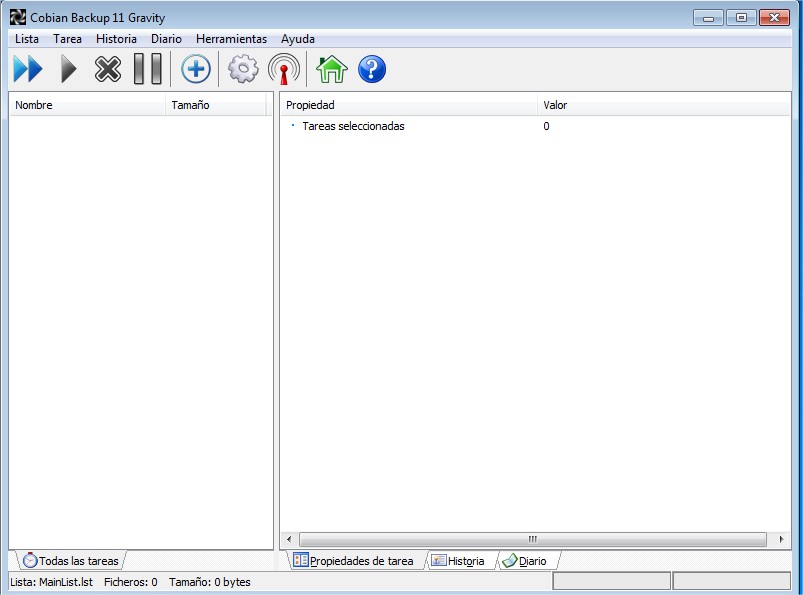 Cobian Backup 11 Gravity
Lista Tarea Historia Diario Herramientas Ayuda
Nombre Tamaño Propiedad Valor
Tareas seleccionadas 0
Todas las tareas Propiedades de tarea Historia Diario
Lista: MainList.lst Ficheros: 0 Tamaño: 0 bytes